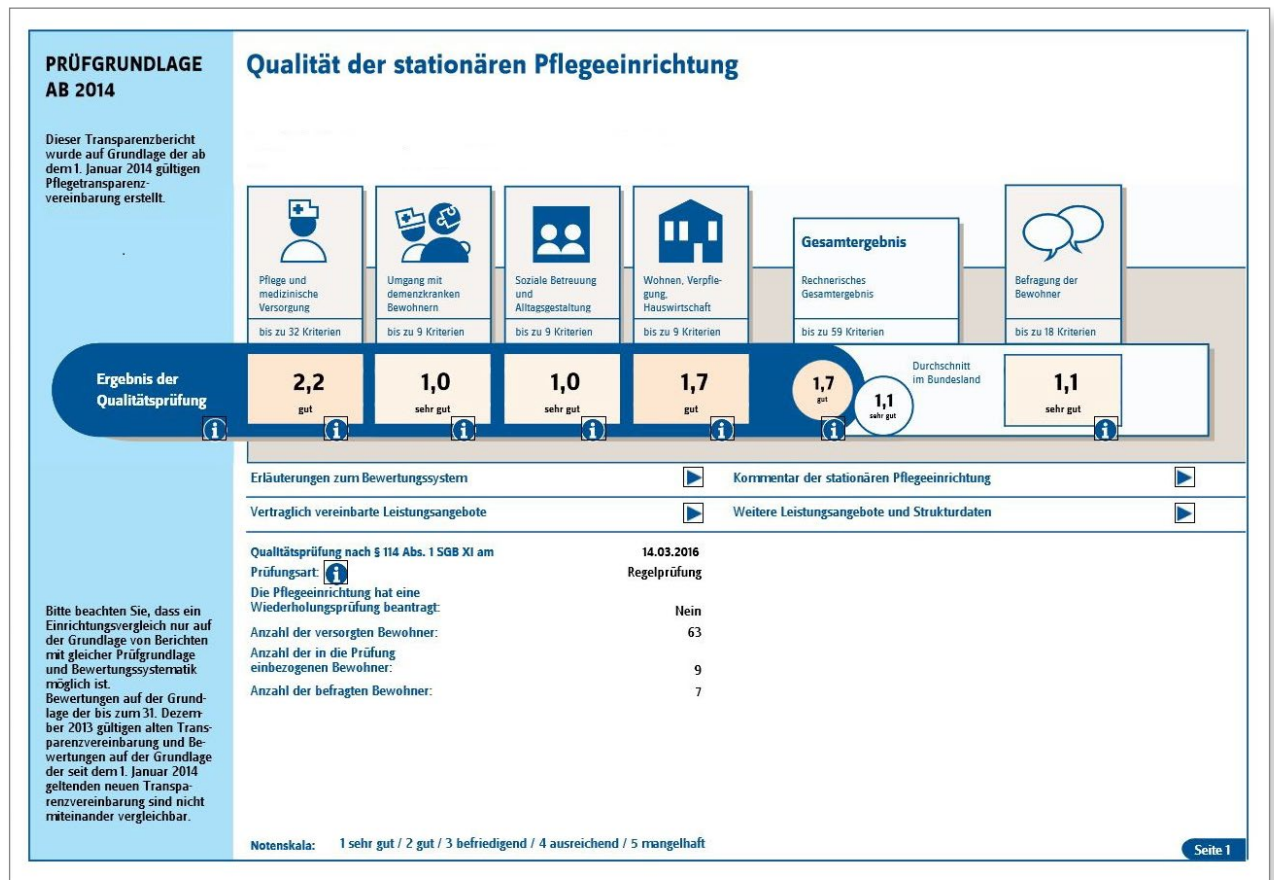 PRÜFGRUNDLAGE
AB 2014
Dieser Transparenzbericht
wurde auf Grundlage der ab
dem 1. Januar 2014 gültigen
Pflegetransparenz-
vereinbarung erstellt.
Qualität der stationären Pflegeeinrichtung
Pflege und
medizinische
Versorgung
bis zu 32 Kriterien
Umgang mit
demenzkranken
Bewohnern
bis zu 9 Kriterien
Soziale Betreuung
und
Alltagsgestaltung
bis zu 9 Kriterien
Wohnen, Verpfle-
gung,
Hauswirtschaft
bis zu 9 Kriterien
Gesamtergebnis
Rechnerisches
Gesamtergebnis
bis zu 59 Kriterien
Befragung der
Bewohner
bis zu 18 Kriterien
Ergebnis der
Qualitätsprüfung
2,2
gut
1,0
sehr gut
1,0
sehr gut
1,7
gut
1,7
gut
1,1
sehr gut
Durchschnitt
im Bundesland
1,1
sehr gut
Erläuterungen zum Bewertungssystem
Kommentar der stationären Pflegeeinrichtung
Vertraglich vereinbarte Leistungsangebote
Weitere Leistungsangebote und Strukturdaten
Qualitätsprüfung nach § 114 Abs. 1 SGB XI am 14.03.2016
Prüfungsart: Regelprüfung
Die Pflegeeinrichtung hat eine
Wiederholungsprüfung beantragt: Nein
Anzahl der versorgten Bewohner: 63
Anzahl der in die Prüfung
einbezogenen Bewohner: 9
Anzahl der befragten Bewohner: 7
Bitte beachten Sie, dass ein
Einrichtungsvergleich nur auf
der Grundlage von Berichten
mit gleicher Prüfgrundlage
und Bewertungssystematik
möglich ist.
Bewertungen auf der Grund-
lage der bis zum 31. Dezem-
ber 2013 gültigen alten Trans-
parenzvereinbarung und Be-
wertungen auf der Grundlage
der seit dem 1. Januar 2014
geltenden neuen Transpa-
renzvereinbarung sind nicht
miteinander vergleichbar.
Notenskala: 1 sehr gut / 2 gut / 3 befriedigend / 4 ausreichend / 5 mangelhaft
Seite 1